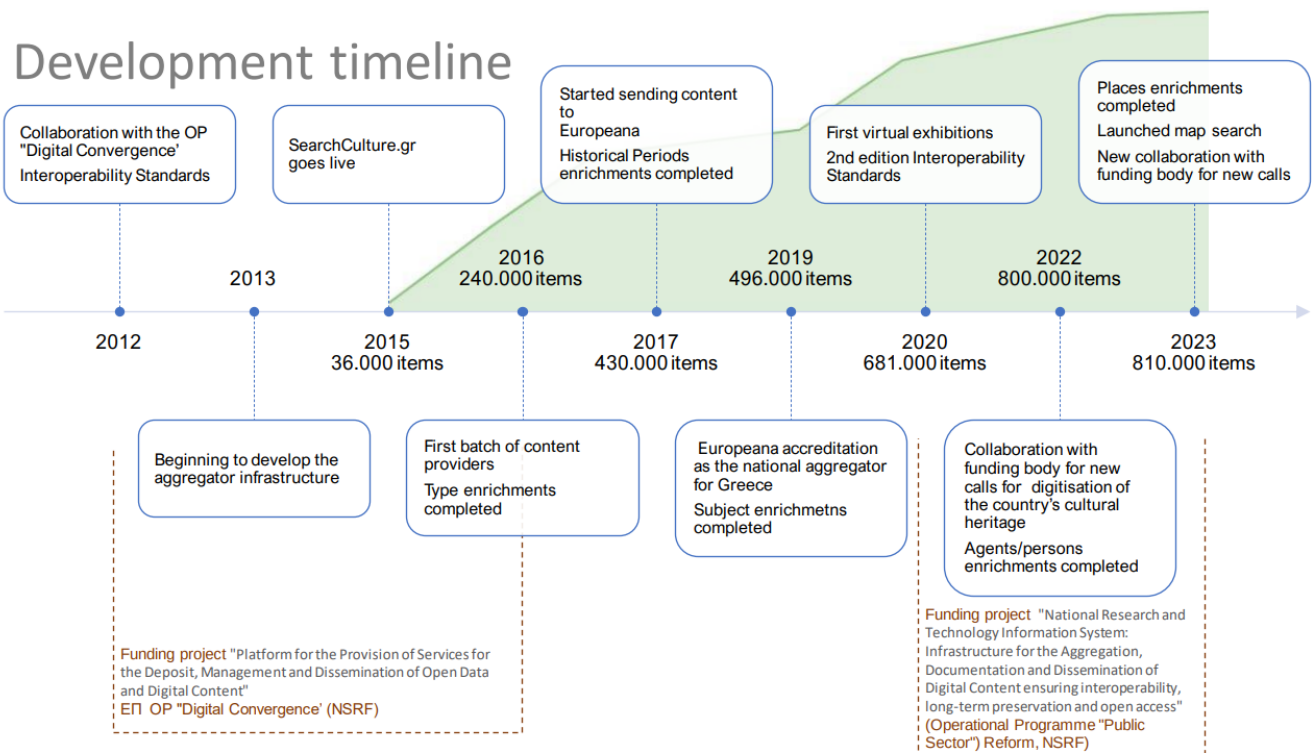 Development timeline
Collaboration with the OP
"Digital Convergence'
Interoperability Standards
SearchCulture.gr
goes live
Started sending content
to
Europeana
Historical Periods
enrichments completed
First virtual exhibitions
2nd edition Interoperability
Standards
Places enrichments
completed
Launched map search
New collaboration with
funding body for new calls
2013
2016
240.000 items
2019
496.000 items
2022
800.000 items
2012
2015
36.000 items
2017
430.000 items
2020
681.000 items
2023
810.000 items
Beginning to develop the
aggregator infrastructure
First batch of content
providers
Type enrichments
completed
Europeana accreditation
as the national aggregator
for Greece
Subject enrichmetns
completed
Collaboration with
funding body for new
calls for digitisation of
the country's cultural
heritage
Agents/persons
enrichments completed
Funding project "Platform for the Provision of Services for
the Deposit, Management and Dissemination of Open Data
and Digital Content"
ΕΠ OP "Digital Convergence' (NSRF)
Funding project "National Research and
Technology Information System:
Infrastructure for the Aggregation,
Documentation and Dissemination of
Digital Content ensuring interoperability,
long-term preservation and open access"
(Operational Programme "Public
Sector") Reform, NSRF)